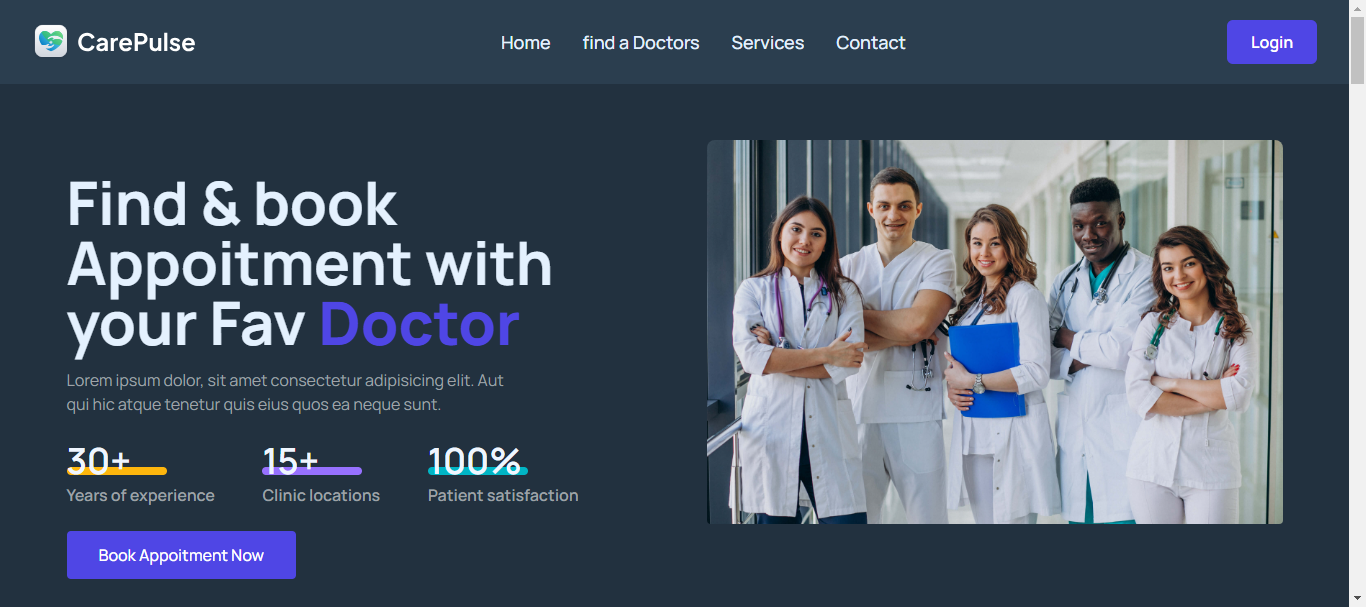 CarePulse
Home find a Doctors Services Contact
Login
Find & book
Appoitment with
your Fav Doctor
Lorem ipsum dolor, sit amet consectetur adipisicing elit. Aut
qui hic atque tenetur quis eius quos ea neque sunt.
30+ 15+ 100%
Years of experience Clinic locations Patient satisfaction
Book Appoitment Now